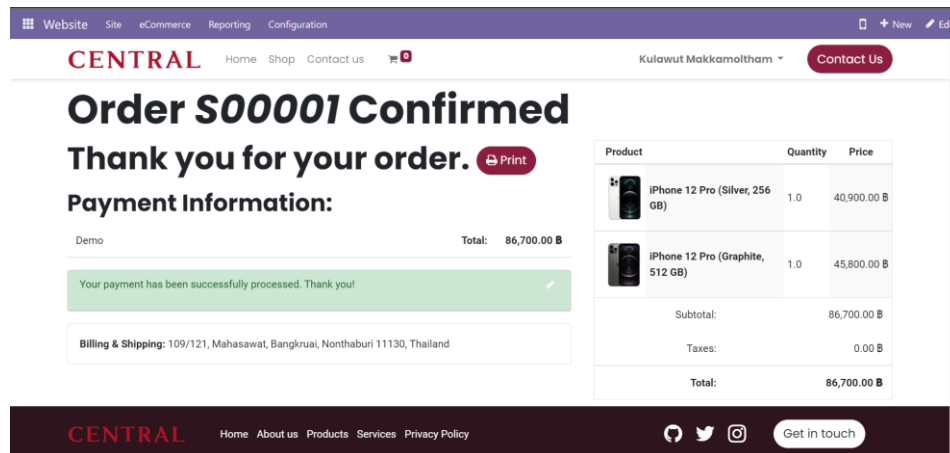 Website Site eCommerce Reporting Configuration + New Ed
CENTRAL Home Shop Contact us 0 Kulawut Makkamoltham Contact Us
Order S00001 Confirmed
Thank you for your order. Print
Payment Information:
Demo Total: 86,700.00 ฿
Your payment has been successfully processed. Thank you!
Billing & Shipping: 109/121, Mahasawat, Bangkruai, Nonthaburi 11130, Thailand
Product Quantity Price
iPhone 12 Pro (Silver, 256
GB) 1.0 40,900.00 ฿
iPhone 12 Pro (Graphite,
512 GB) 1.0 45,800.00 ฿
Subtotal: 86,700.00 ฿
Taxes: 0.00 ฿
Total: 86,700.00 ฿
CENTRAL Home About us Products Services Privacy Policy Get in touch